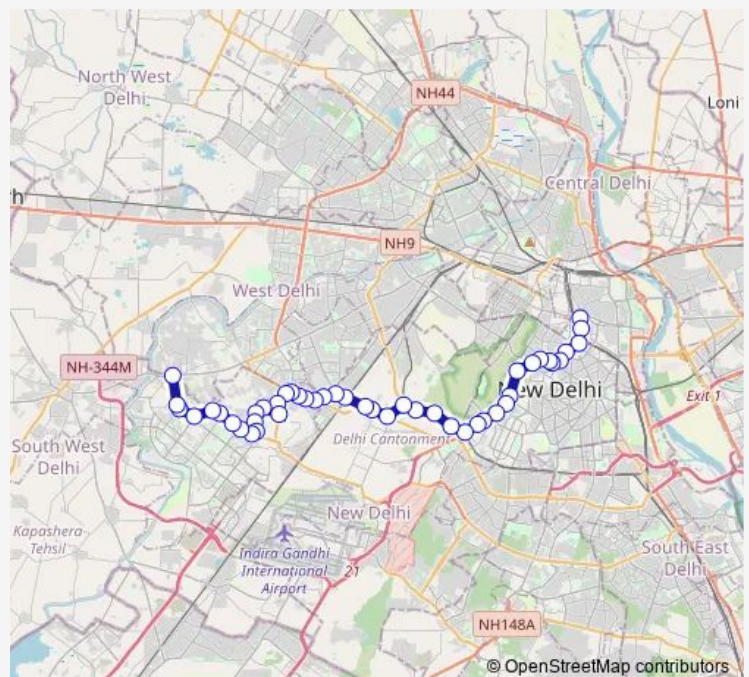 NH44
North West
Delhi
Loni
Central Delhi
h
NH9
West Delhi
NH-344M
New Delhi
Exit 1
South West
Delhi
Delhi Cantonment
New Delhi
Kapashera
Tehsil
Indira Gandhi
International
Airport
21
South East
Delhi
NH148A
© OpenStreetMap contributors